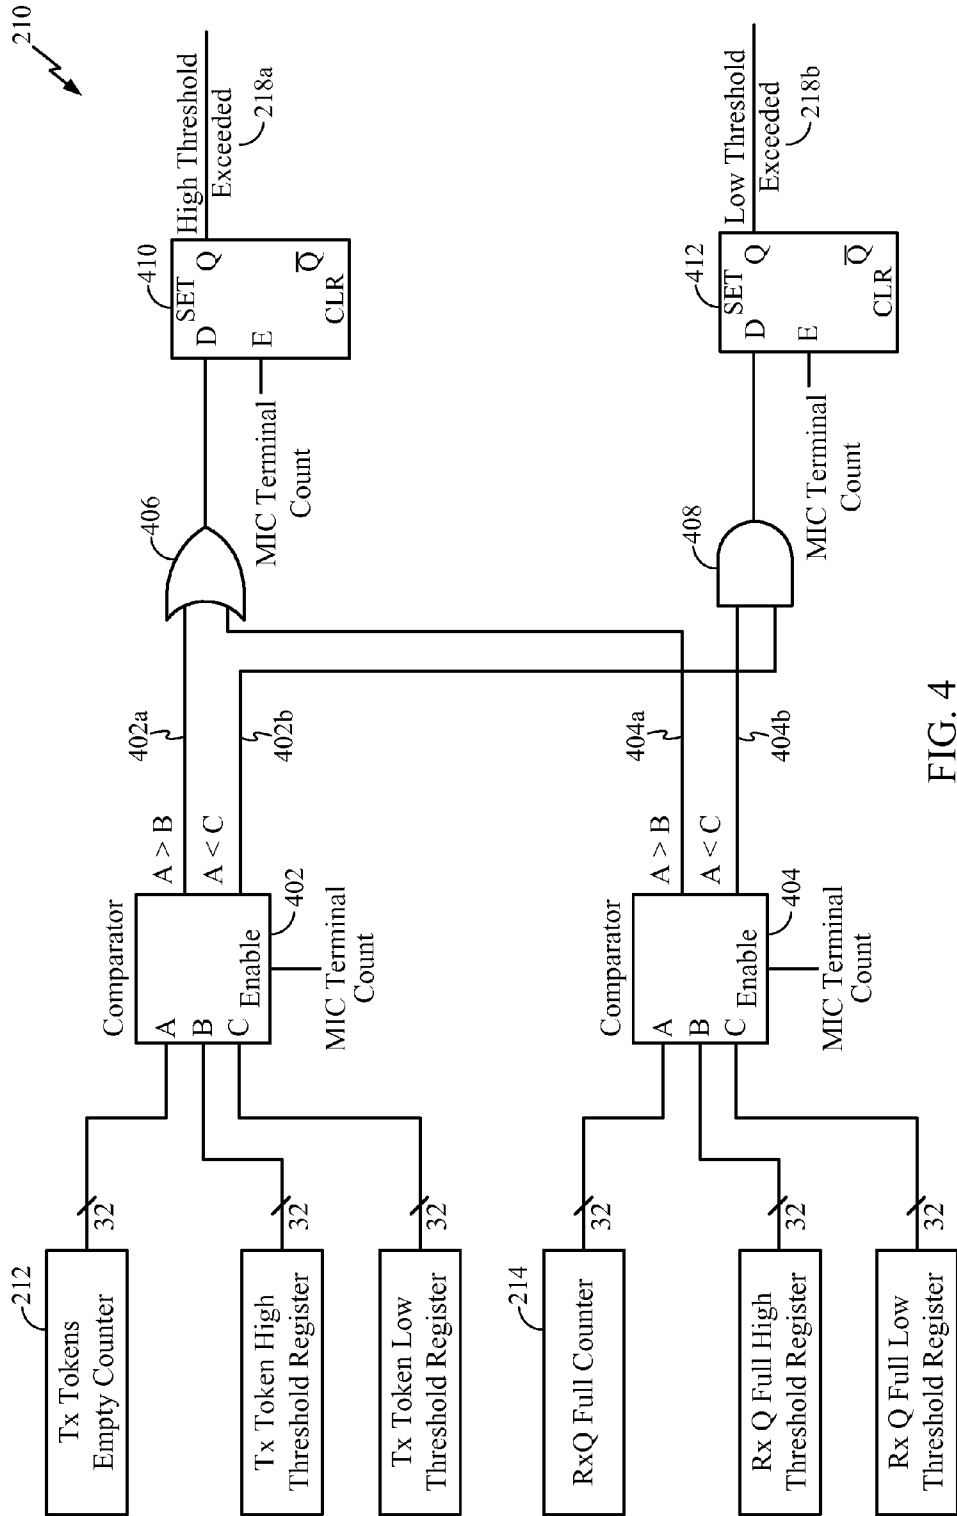 210
212
Tx Tokens
Empty Counter
32
Tx Token High
Threshold Register
32
Tx Token Low
Threshold Register
32
Comparator
A
B
C
Enable
402
MIC Terminal
Count
A > B
A < C
402a
402b
406
410
SET
D
Q
E
Q
CLR
MIC Terminal
Count
High Threshold
Exceeded
218a
214
RxQ Full Counter
32
Rx Q Full High
Threshold Register
32
Rx Q Full Low
Threshold Register
32
Comparator
A
B
C
Enable
404
MIC Terminal
Count
A > B
A < C
404a
404b
408
412
SET
D
Q
E
Q
CLR
MIC Terminal
Count
Low Threshold
Exceeded
218b
FIG. 4